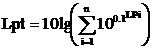 Lpt = 10lg(∑_{i=1}^{n} 10^{0.1LPi})